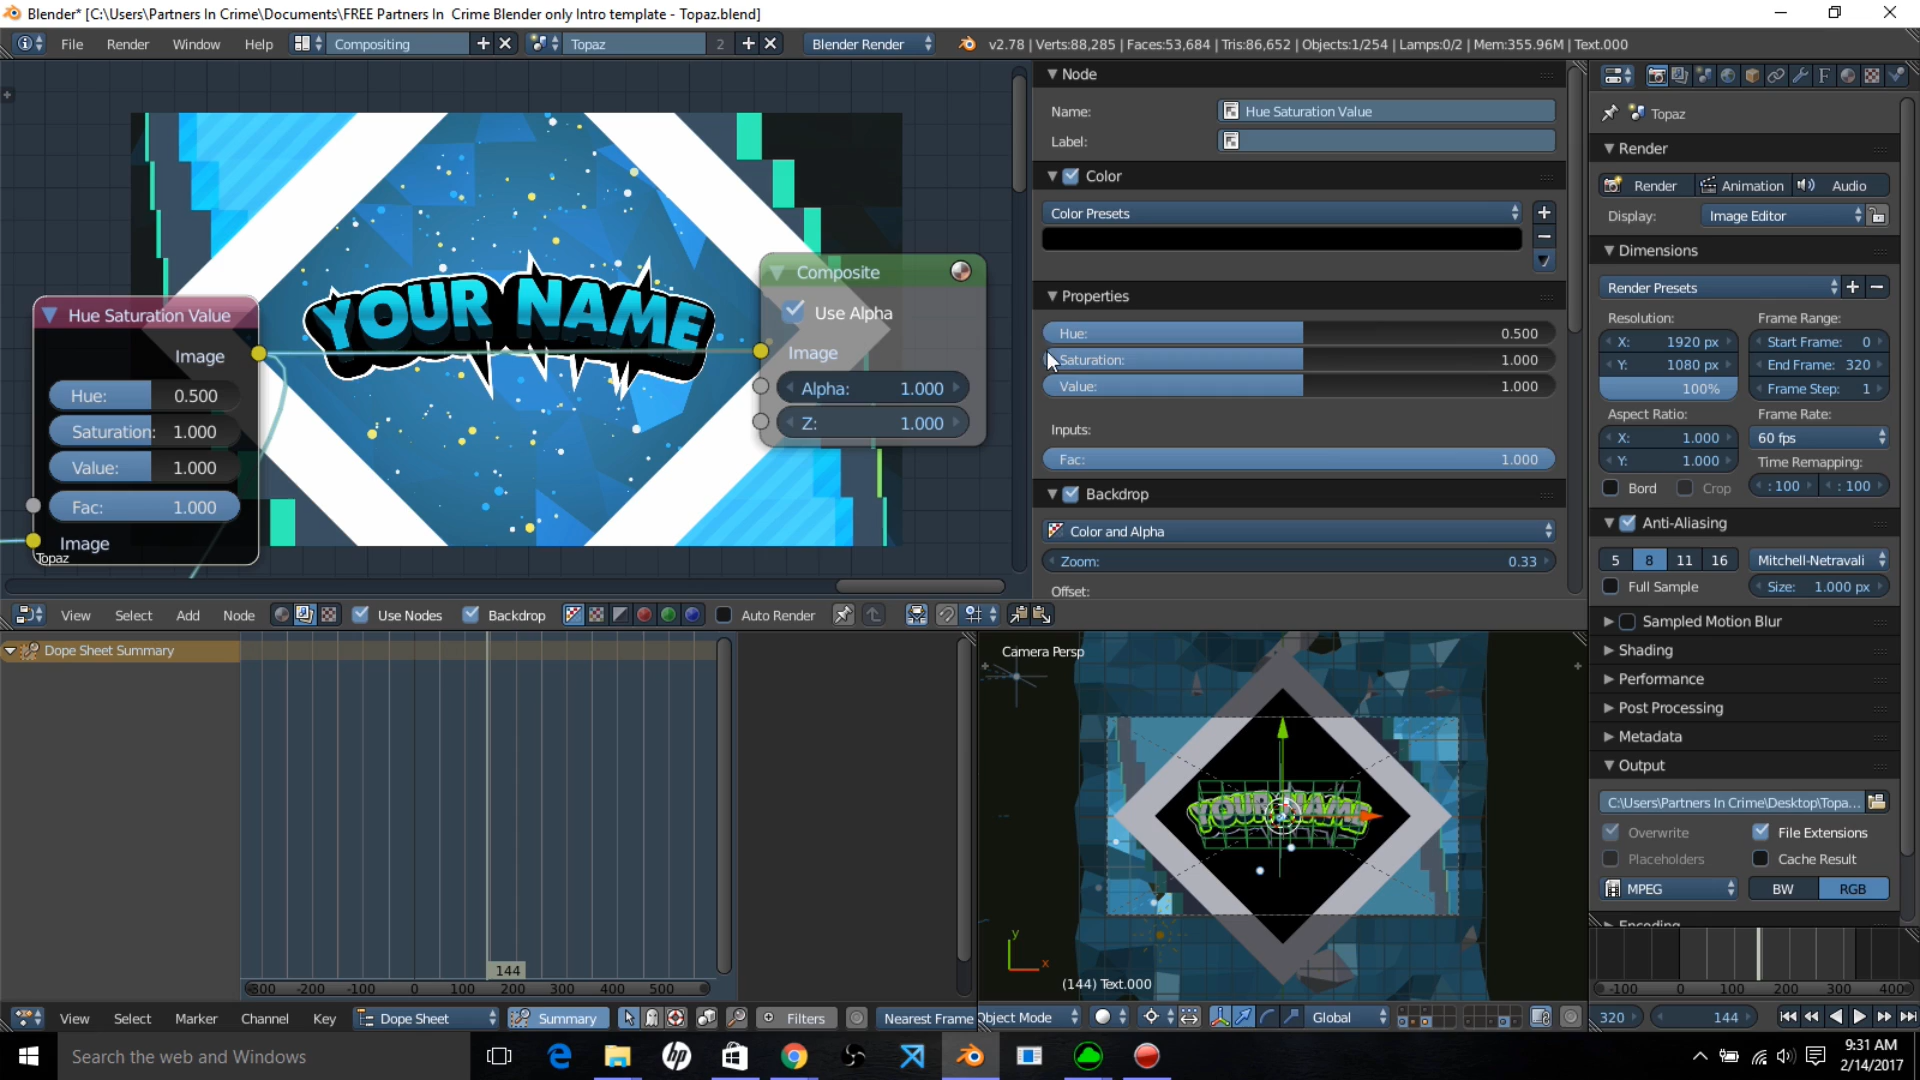 Blender* [C:\Users\Partners In Crime\Documents\FREE Partners In  Crime Blender only Intro template - Topaz.blend]
File Render Window Help Compositing Topaz 2 Blender Render v2.78 | Verts:88,285 | Faces:53,684 | Tris:86,652 | Objects:1/254 | Lamps:0/2 | Mem:355.96M | Text.000
YOUR NAME
Hue Saturation Value
Image
Hue: 0.500
Saturation: 1.000
Value: 1.000
Fac: 1.000
Image
Topaz
Composite
Use Alpha
Image
Alpha: 1.000
Z: 1.000
Node
Name: Hue Saturation Value
Label:
Color
Color Presets
Properties
Hue: 0.500
Saturation: 1.000
Value: 1.000
Inputs:
Fac: 1.000
Backdrop
Color and Alpha
Zoom: 0.33
Offset:
Topaz
Render
Render Animation Audio
Display: Image Editor
Dimensions
Render Presets
Resolution: Frame Range:
X: 1920 px Start Frame: 0
Y: 1080 px End Frame: 320
100% Frame Step: 1
Aspect Ratio: Frame Rate:
X: 1.000 60 fps
Y: 1.000 Time Remapping:
Bord Crop : 100 : 100
Anti-Aliasing
5 8 11 16 Mitchell-Netravali
Full Sample Size: 1.000 px
Sampled Motion Blur
Shading
Performance
Post Processing
Metadata
Output
C:\Users\Partners In Crime\Desktop\Topa...
Overwrite File Extensions
Placeholders Cache Result
MPEG BW RGB
Encoding
View Select Add Node Use Nodes Backdrop Auto Render
Dope Sheet Summary
144
-300 -200 -100 0 100 200 300 400 500
View Select Marker Channel Key Dope Sheet Summary Filters Nearest Frame
Camera Persp
YOUR NAME
y
x
(144) Text.000
Object Mode Global
-100 0 100 200 300 400
320 144
Search the web and Windows
9:31 AM
2/14/2017